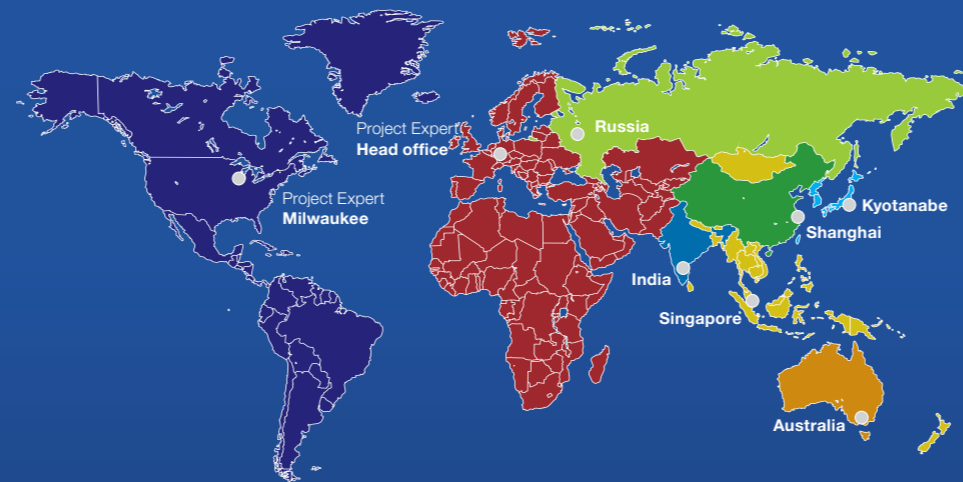 Project Expert
Head office
Russia
Project Expert
Milwaukee
Kyotanabe
Shanghai
India
Singapore
Australia